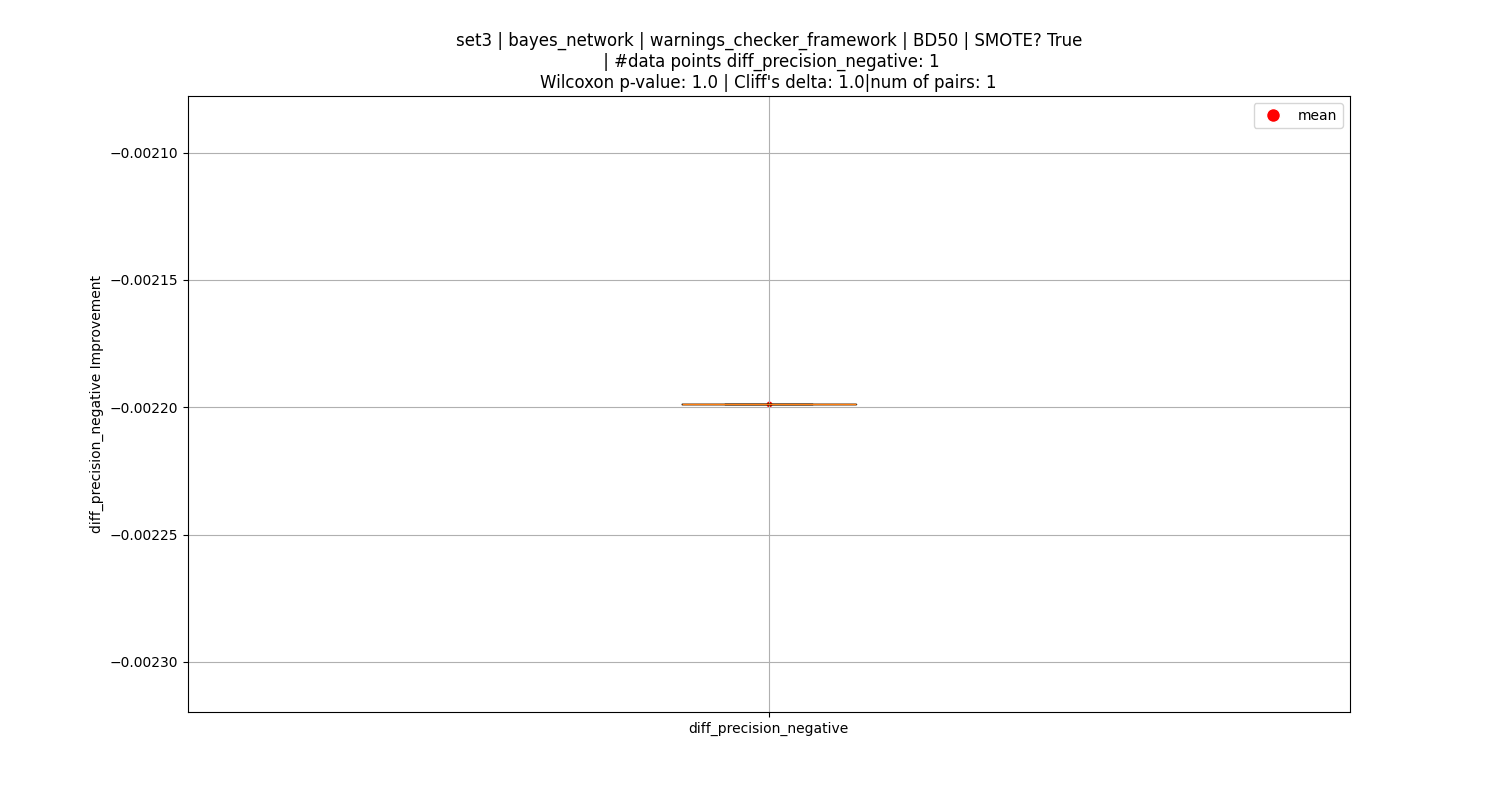 set3 | bayes_network | warnings_checker_framework | BD50 | SMOTE? True
| #data points diff_precision_negative: 1
Wilcoxon p-value: 1.0 | Cliff's delta: 1.0|num of pairs: 1
mean
−0.00210
−0.00215
−0.00220
−0.00225
−0.00230
diff_precision_negative Improvement
diff_precision_negative